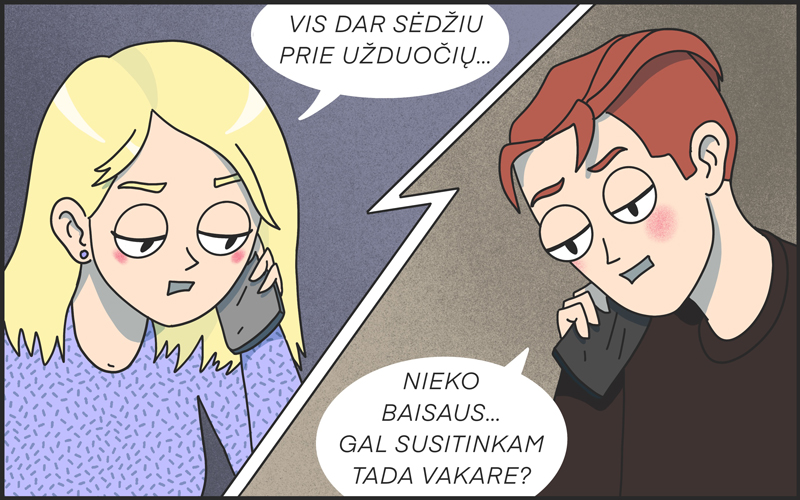 VIS DAR SĖDŽIU
PRIE UŽDUOČIŲ...
NIEKO
BAISAUS...
GAL SUSITINKAM
TADA VAKARE?